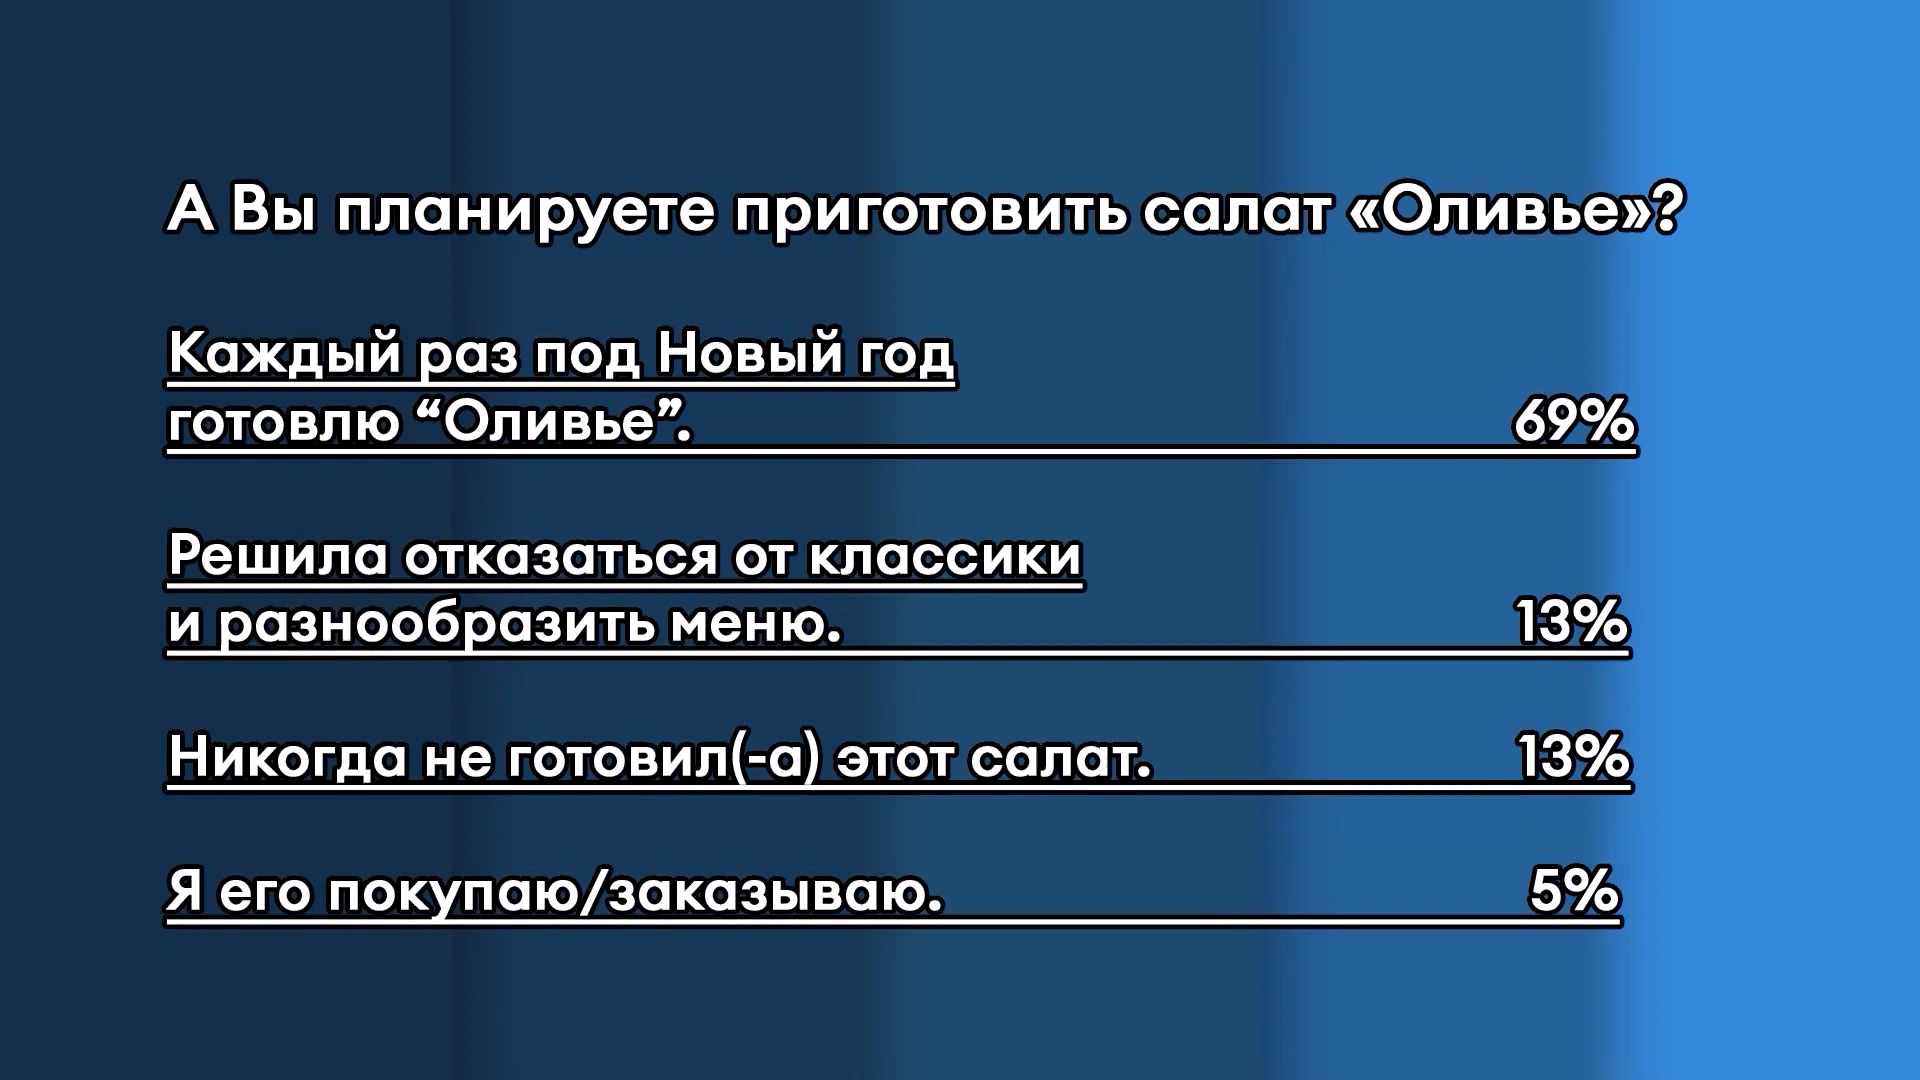 А Вы планируете приготовить салат «Оливье»?
Каждый раз под Новый год
готовлю “Оливье”. 69%
Решила отказаться от классики
и разнообразить меню. 13%
Никогда не готовил(-а) этот салат. 13%
Я его покупаю/заказываю. 5%